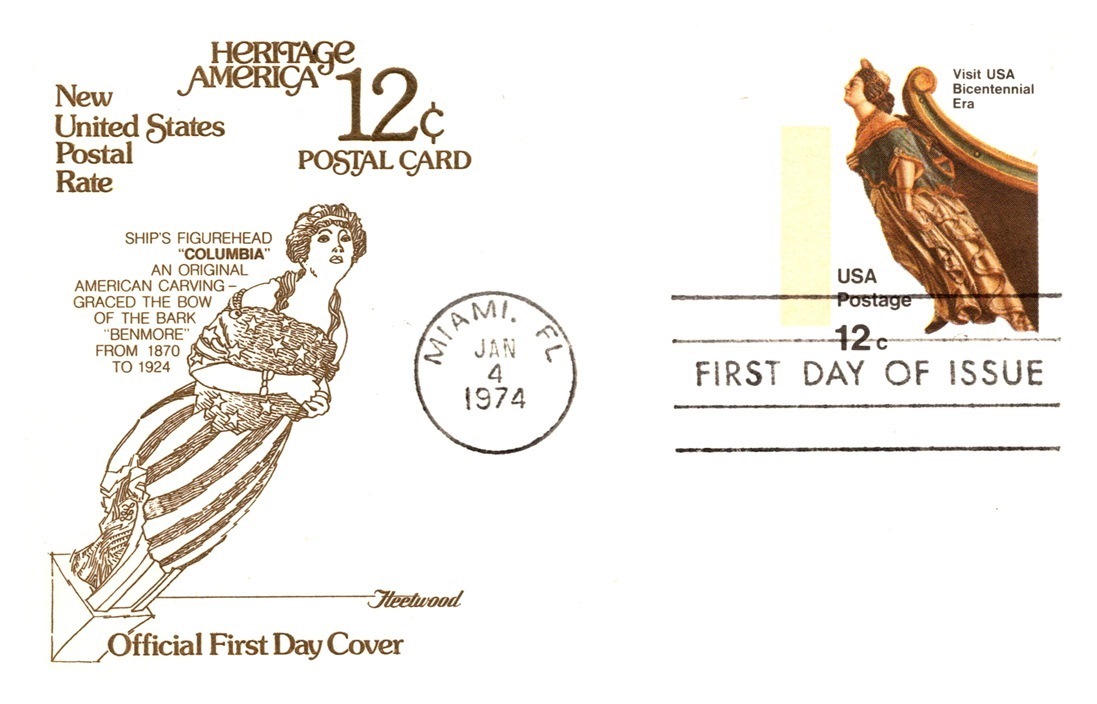 HERITAGE
AMERICA
12¢
POSTAL CARD
New
United States
Postal
Rate
SHIP'S FIGUREHEAD
"COLUMBIA"
AN ORIGINAL
AMERICAN CARVING –
GRACED THE BOW
OF THE BARK
"BENMORE"
FROM 1870
TO 1924
Fleetwood
Official First Day Cover
MIAMI. FL
JAN
4
1974
Visit USA
Bicentennial
Era
USA
Postage
12c
FIRST DAY OF ISSUE